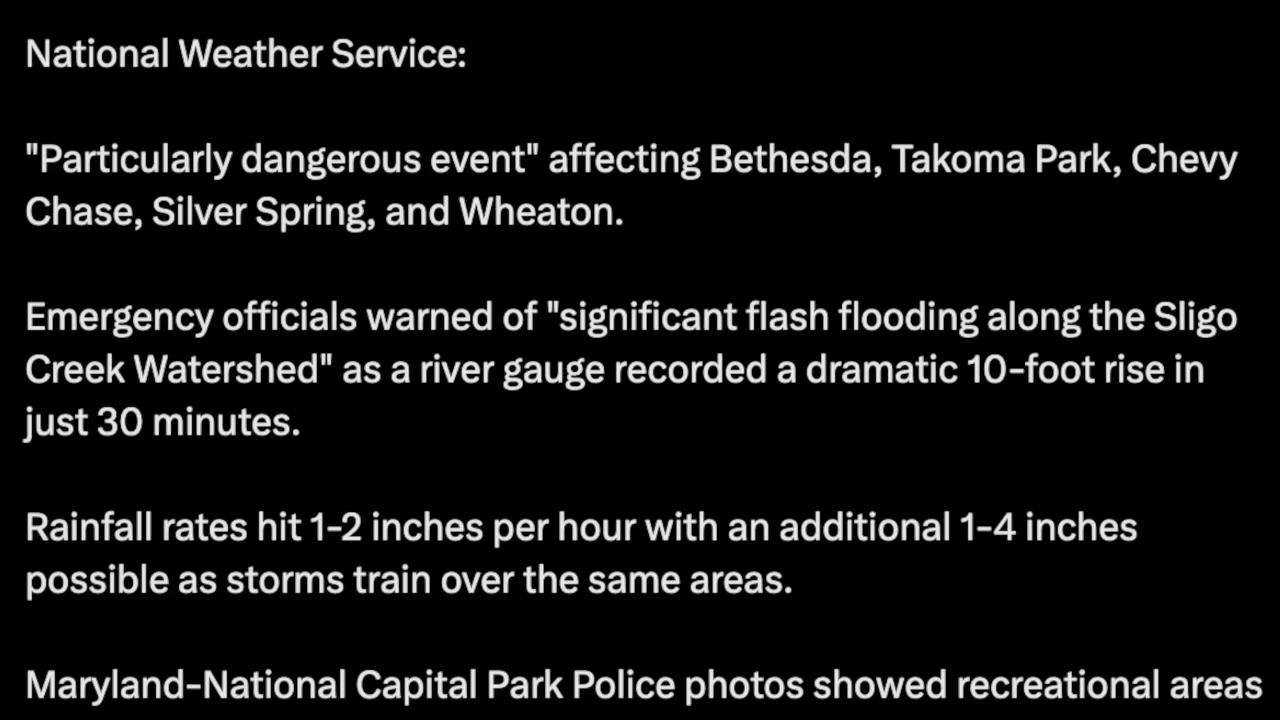 National Weather Service:
"Particularly dangerous event" affecting Bethesda, Takoma Park, Chevy
Chase, Silver Spring, and Wheaton.
Emergency officials warned of "significant flash flooding along the Sligo
Creek Watershed" as a river gauge recorded a dramatic 10-foot rise in
just 30 minutes.
Rainfall rates hit 1-2 inches per hour with an additional 1-4 inches
possible as storms train over the same areas.
Maryland-National Capital Park Police photos showed recreational areas